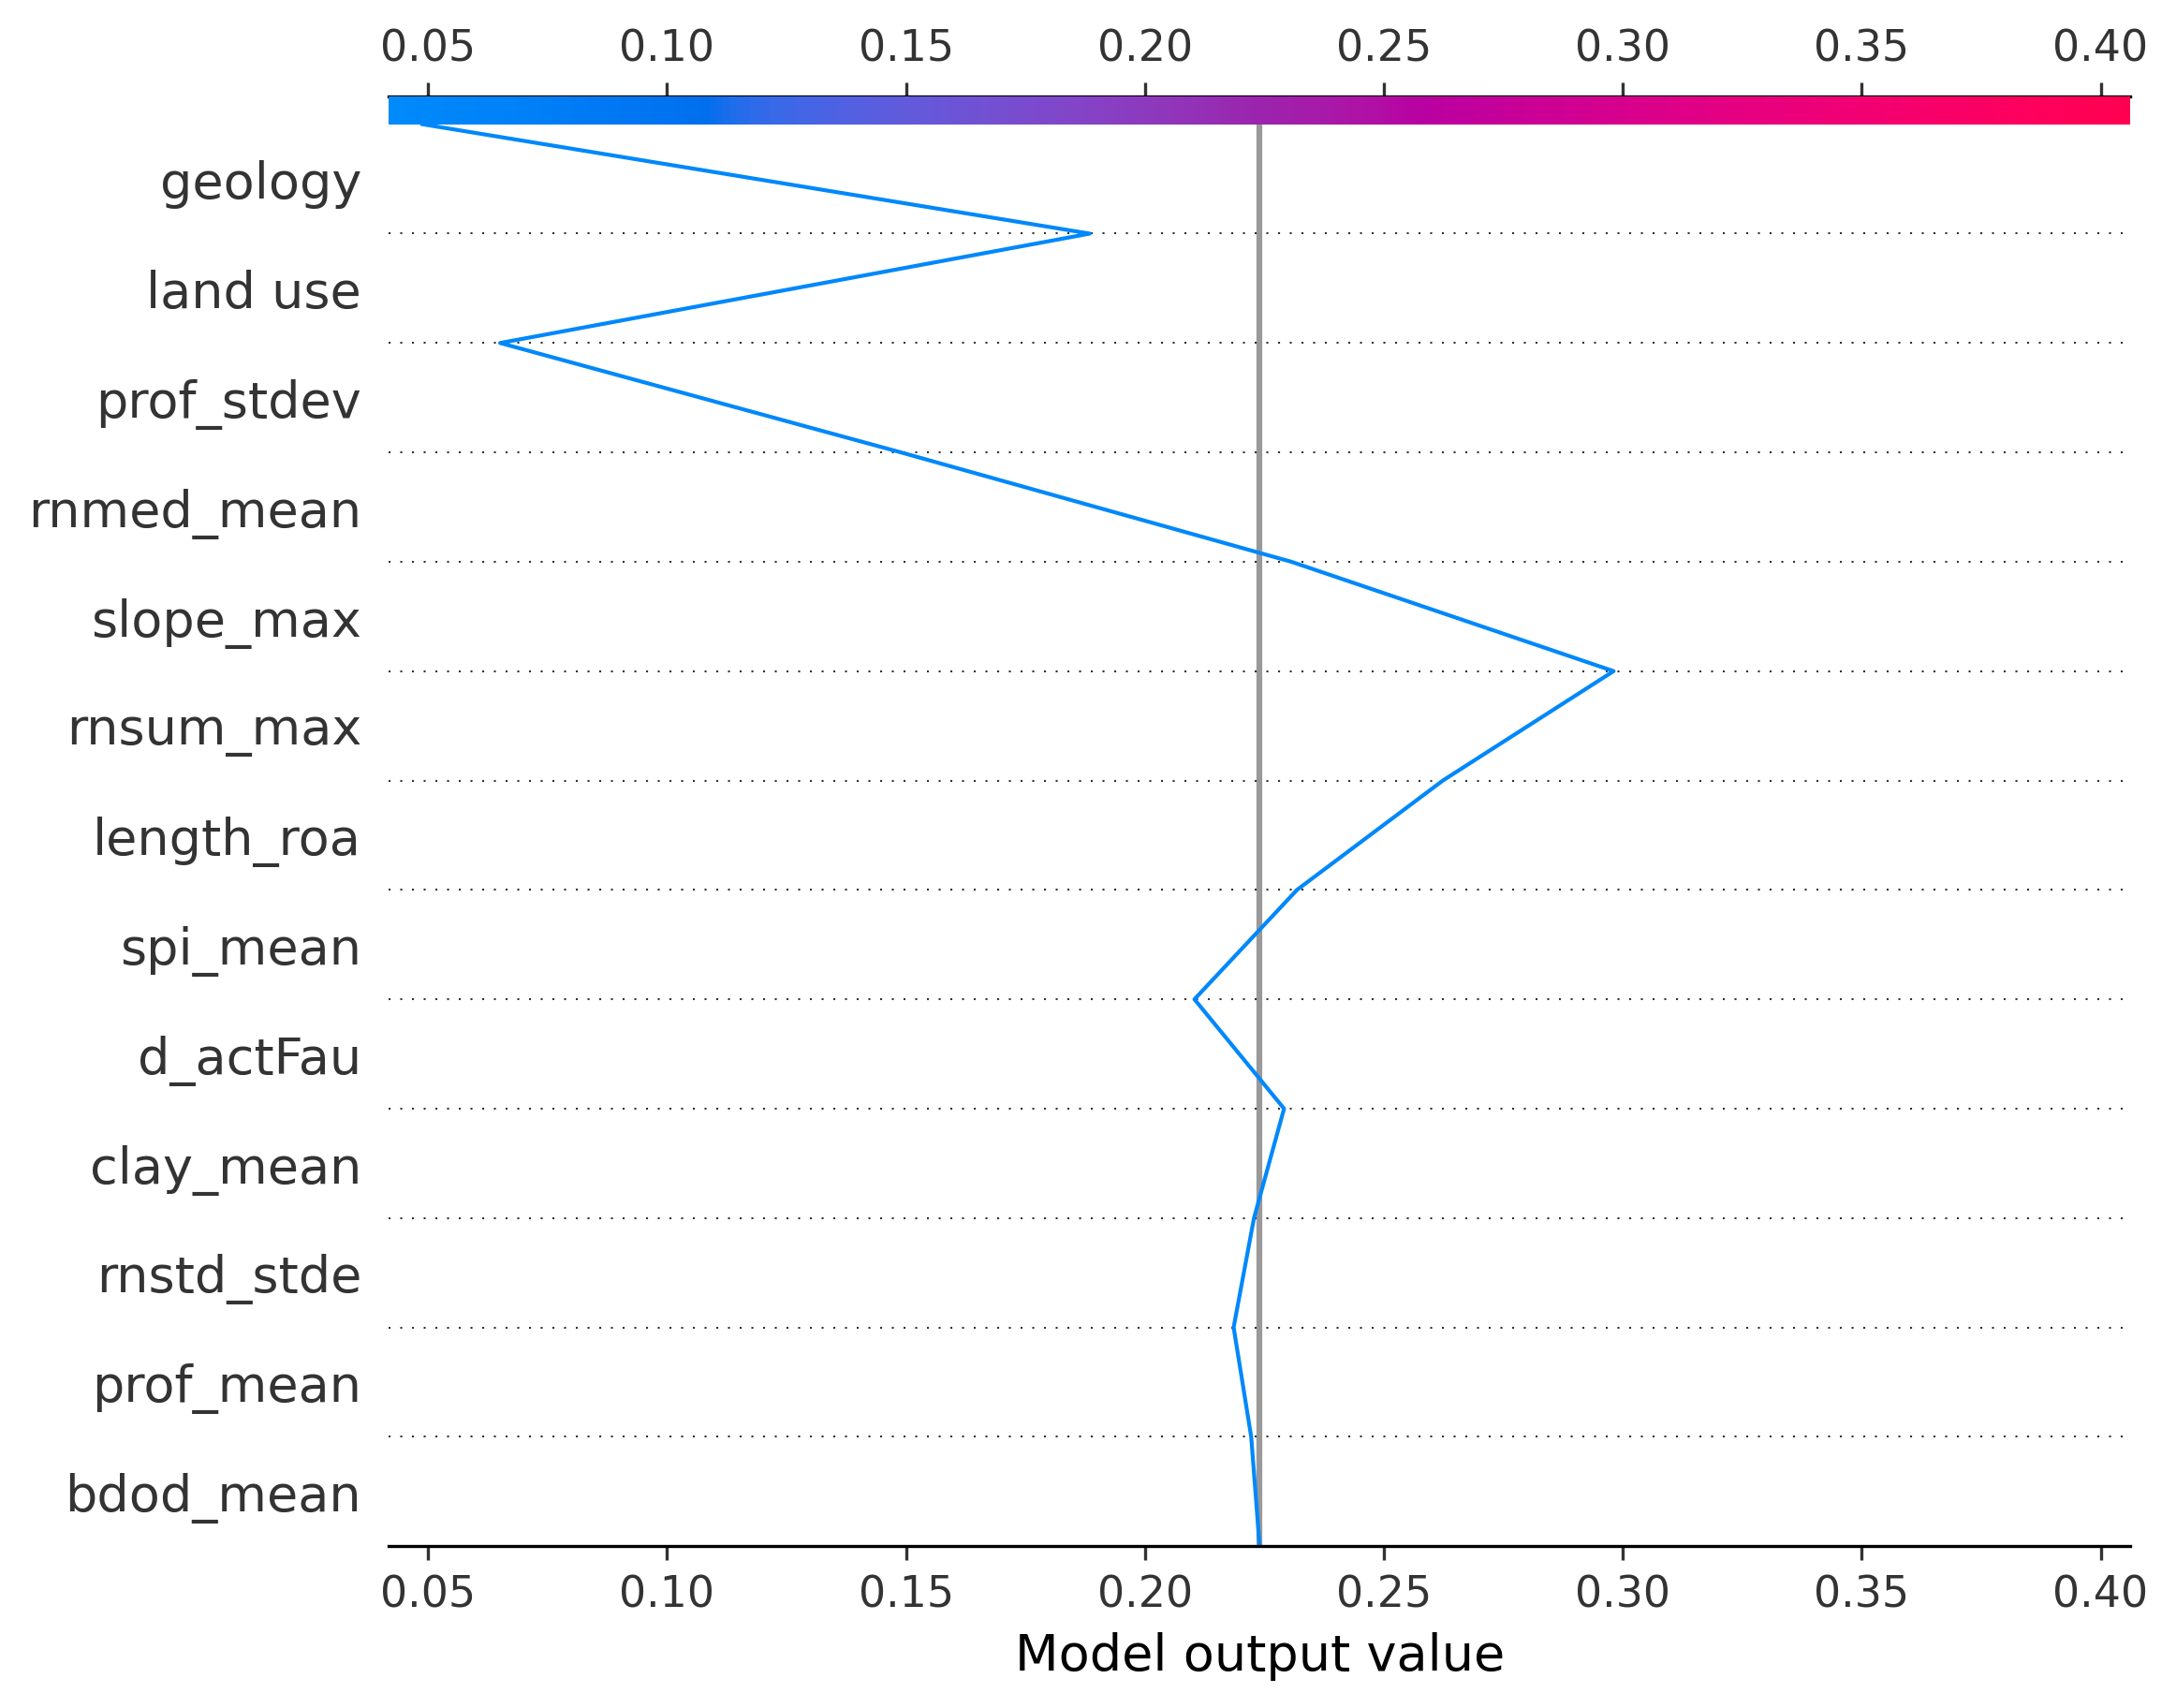 0.05 0.10 0.15 0.20 0.25 0.30 0.35 0.40
geology
land use
prof_stdev
rnmed_mean
slope_max
rnsum_max
length_roa
spi_mean
d_actFau
clay_mean
rnstd_stde
prof_mean
bdod_mean
0.05 0.10 0.15 0.20 0.25 0.30 0.35 0.40
Model output value